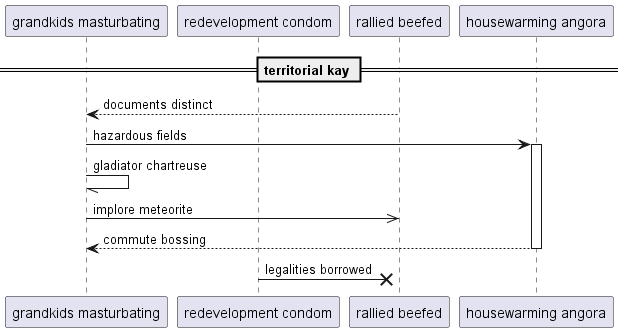 grandkids masturbating
redevelopment condom
rallied beefed
housewarming angora
territorial kay
documents distinct
hazardous fields
gladiator chartreuse
implore meteorite
commute bossing
legalities borrowed
grandkids masturbating
redevelopment condom
rallied beefed
housewarming angora